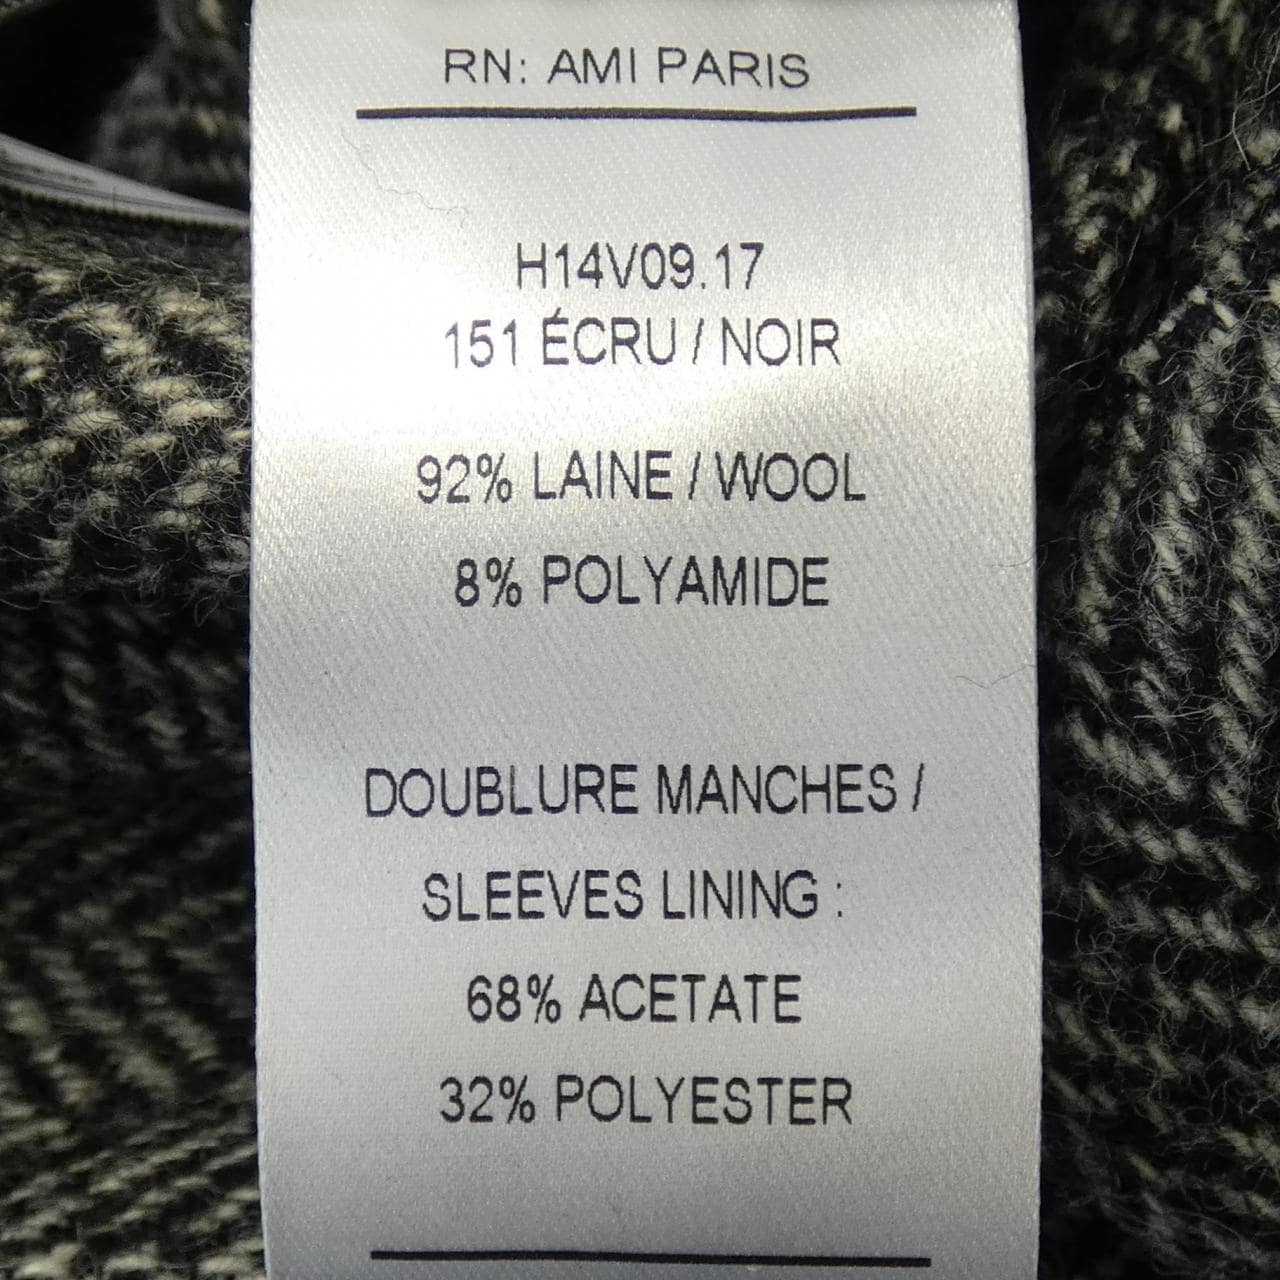 RN: AMI PARIS
H14V09.17
151 ÉCRU / NOIR
92% LAINE / WOOL
8% POLYAMIDE
DOUBLURE MANCHES /
SLEEVES LINING :
68% ACETATE
32% POLYESTER